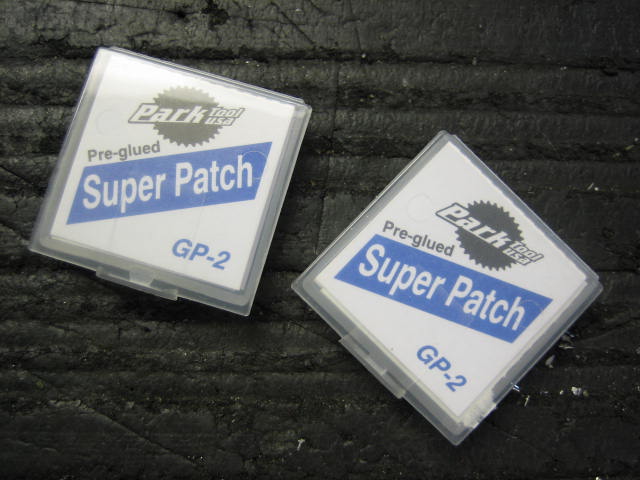 Park Tool
usa
Pre-glued
Super Patch
GP-2
Park Tool
usa
Pre-glued
Super Patch
GP-2